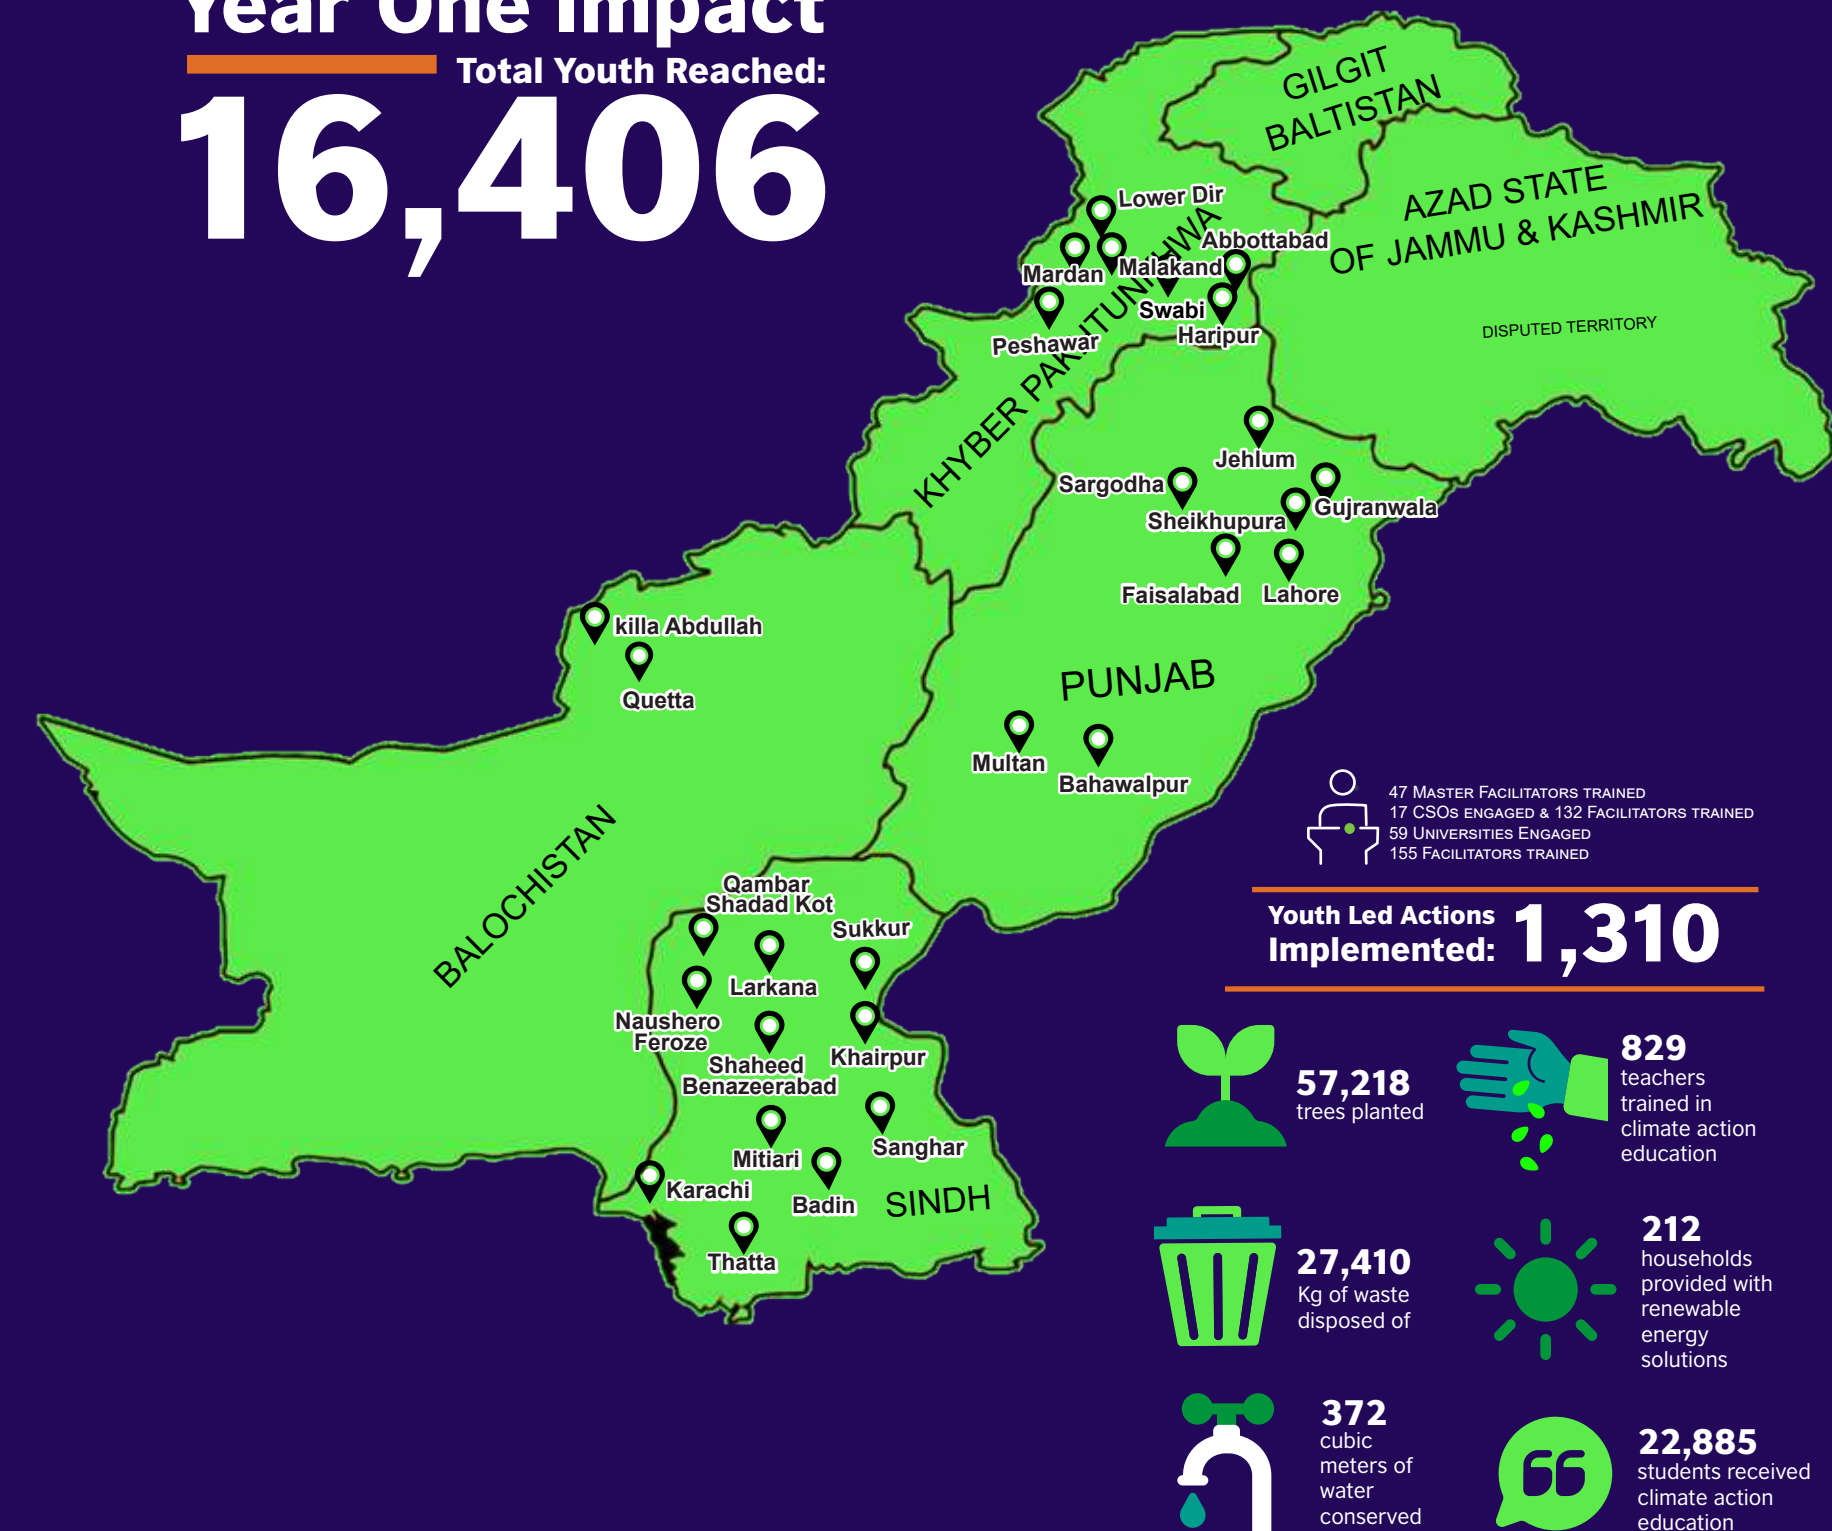 Year One Impact
Total Youth Reached:
16,406
GILGIT
BALTISTAN
AZAD STATE
OF JAMMU & KASHMIR
DISPUTED TERRITORY
KHYBER PAKHTUNKHWA
Lower Dir
Abbottabad
Mardan
Malakand
Swabi
Haripur
Peshawar
Jehlum
Sargodha
Gujranwala
Sheikhupura
Faisalabad
Lahore
killa Abdullah
Quetta
PUNJAB
Multan
Bahawalpur
BALOCHISTAN
Qambar
Shadad Kot
Sukkur
Larkana
Naushero
Feroze
Khairpur
Shaheed
Benazeerabad
Sanghar
Mitiari
Karachi
Badin
SINDH
Thatta
47 Master Facilitators trained
17 CSOs engaged & 132 Facilitators trained
59 Universities Engaged
155 Facilitators trained
Youth Led Actions
Implemented: 1,310
57,218
trees planted
829
teachers
trained in
climate action
education
27,410
Kg of waste
disposed of
212
households
provided with
renewable
energy
solutions
372
cubic
meters of
water
conserved
22,885
students received
climate action
education